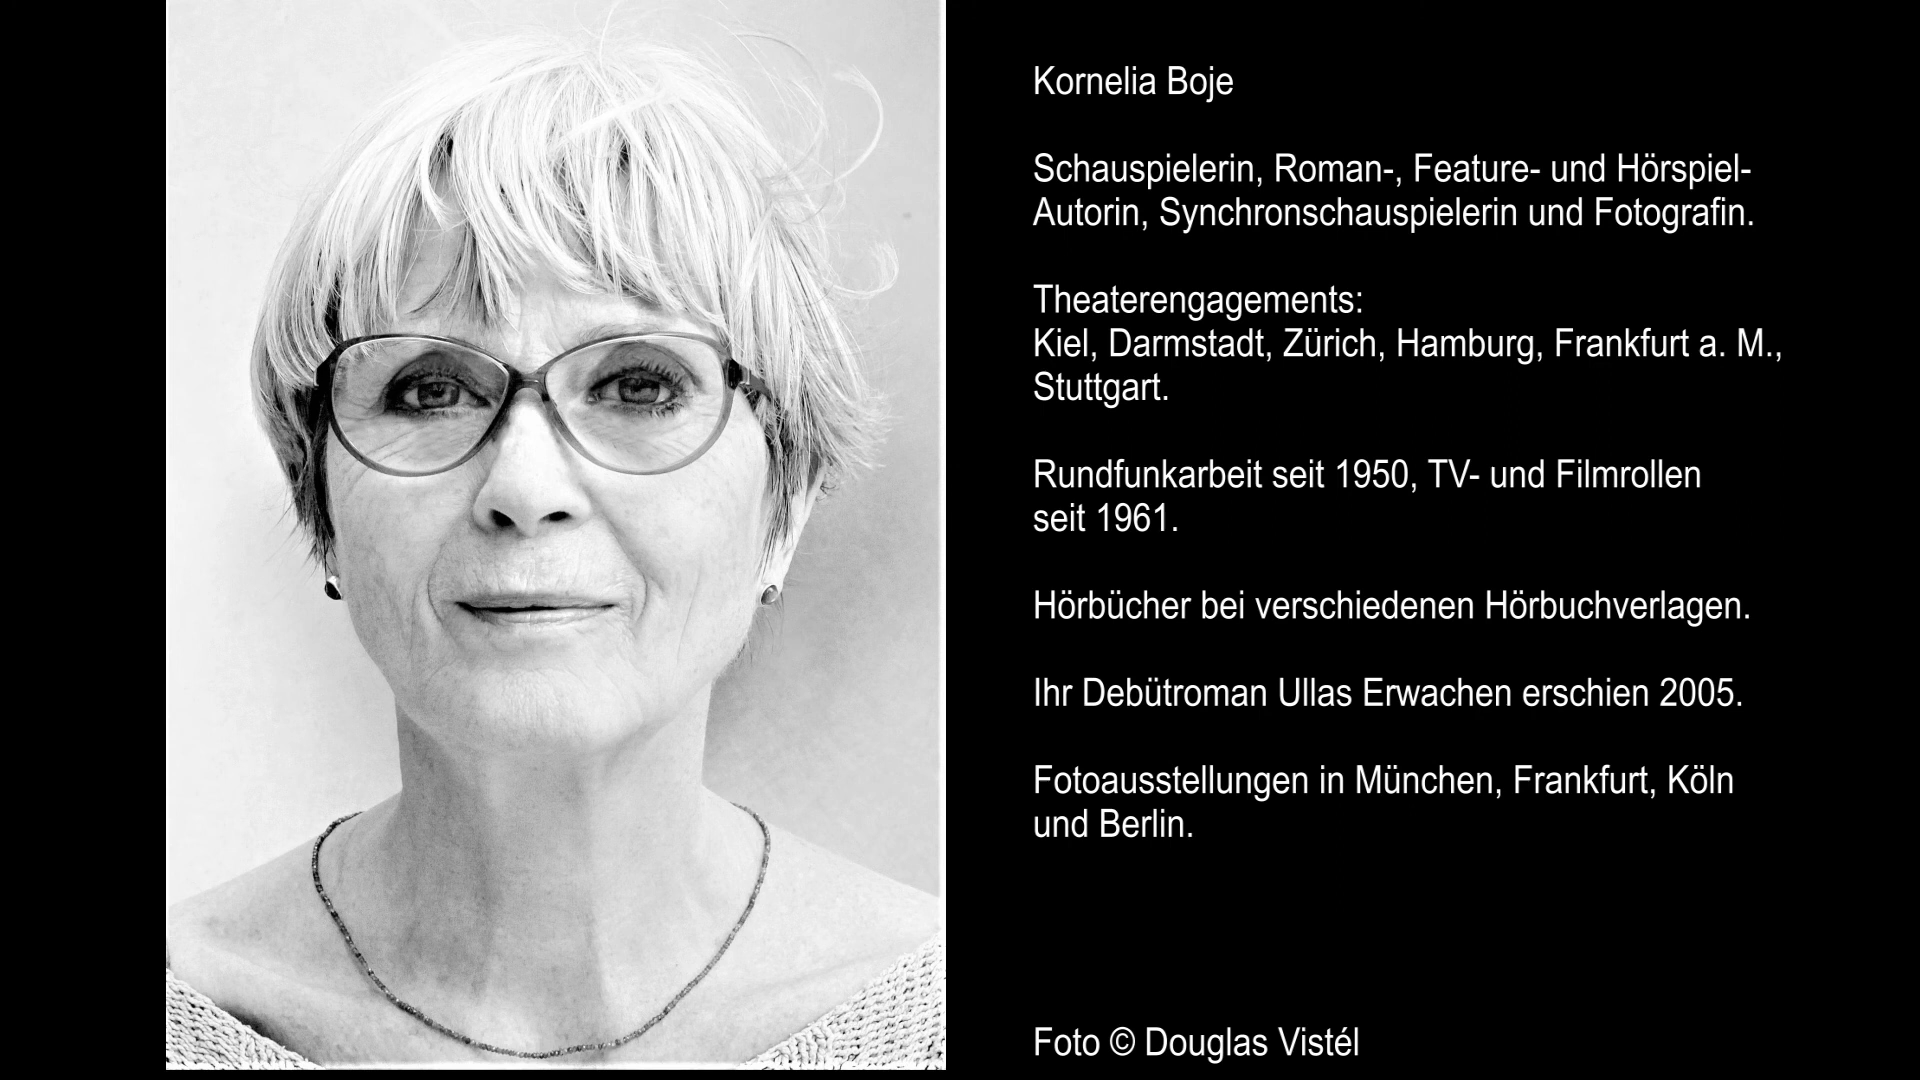 Kornelia Boje
Schauspielerin, Roman-, Feature- und Hörspiel-
Autorin, Synchronschauspielerin und Fotografin.
Theaterengagements:
Kiel, Darmstadt, Zürich, Hamburg, Frankfurt a. M.,
Stuttgart.
Rundfunkarbeit seit 1950, TV- und Filmrollen
seit 1961.
Hörbücher bei verschiedenen Hörbuchverlagen.
Ihr Debütroman Ullas Erwachen erschien 2005.
Fotoausstellungen in München, Frankfurt, Köln
und Berlin.
Foto © Douglas Vistél